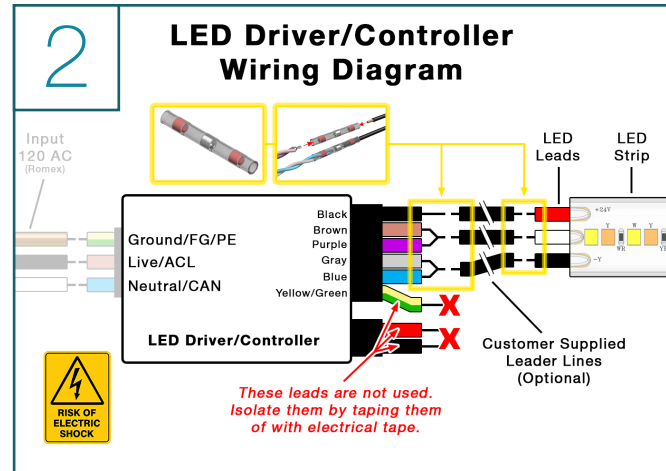 2
LED Driver/Controller
Wiring Diagram
Input
120 AC
(Romex)
LED
Leads
LED
Strip
Black
Brown
Purple
Gray
Blue
Yellow/Green
Ground/FG/PE
Live/ACL
Neutral/CAN
LED Driver/Controller
+24V
Y
W
Y
WR
-Y
X
X
Customer Supplied
Leader Lines
(Optional)
These leads are not used.
Isolate them by taping them
of with electrical tape.
RISK OF
ELECTRIC
SHOCK